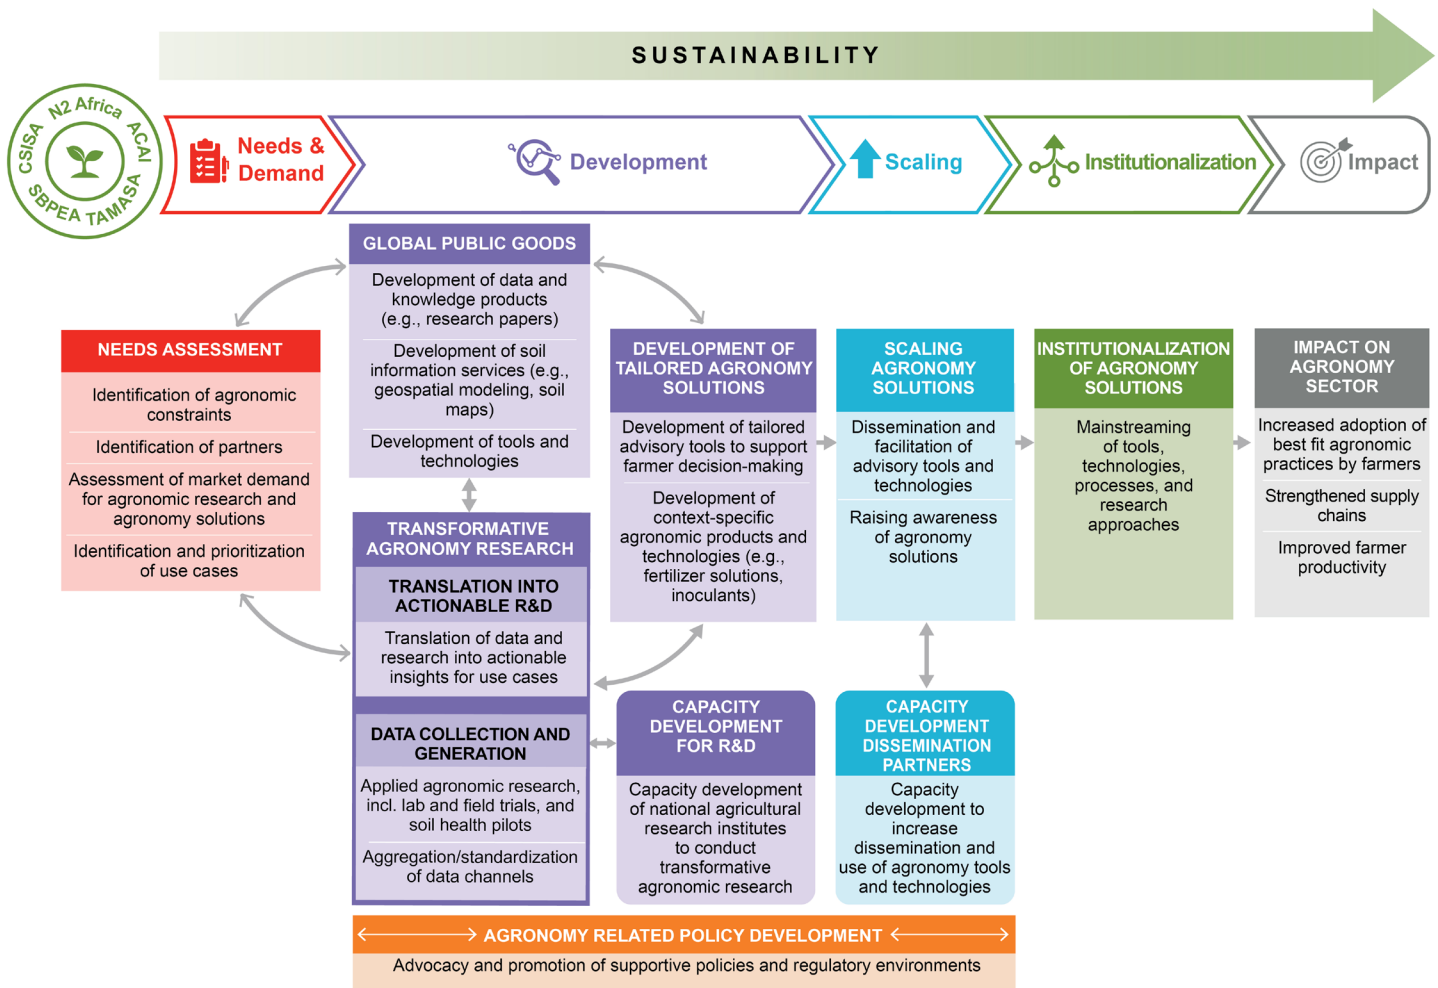 SUSTAINABILITY
CSISA N2 Africa ACAI
SBPEA TAMASA
Needs &
Demand
Development
Scaling
Institutionalization
Impact
GLOBAL PUBLIC GOODS
Development of data and
knowledge products
(e.g., research papers)
Development of soil
information services (e.g.,
geospatial modeling, soil
maps)
Development of tools and
technologies
NEEDS ASSESSMENT
Identification of agronomic
constraints
Identification of partners
Assessment of market demand
for agronomic research and
agronomy solutions
Identification and prioritization
of use cases
TRANSFORMATIVE
AGRONOMY RESEARCH
TRANSLATION INTO
ACTIONABLE R&D
Translation of data and
research into actionable
insights for use cases
DATA COLLECTION AND
GENERATION
Applied agronomic research,
incl. lab and field trials, and
soil health pilots
Aggregation/standardization
of data channels
DEVELOPMENT OF
TAILORED AGRONOMY
SOLUTIONS
Development of tailored
advisory tools to support
farmer decision-making
Development of
context-specific
agronomic products and
technologies (e.g.,
fertilizer solutions,
inoculants)
CAPACITY
DEVELOPMENT
FOR R&D
Capacity development
of national agricultural
research institutes
to conduct
transformative
agronomic research
SCALING
AGRONOMY
SOLUTIONS
Dissemination and
facilitation of
advisory tools and
technologies
Raising awareness
of agronomy
solutions
CAPACITY
DEVELOPMENT
DISSEMINATION
PARTNERS
Capacity
development to
increase
dissemination and
use of agronomy tools
and technologies
INSTITUTIONALIZATION
OF AGRONOMY
SOLUTIONS
Mainstreaming
of tools,
technologies,
processes, and
research
approaches
IMPACT ON
AGRONOMY
SECTOR
Increased adoption of
best fit agronomic
practices by farmers
Strengthened supply
chains
Improved farmer
productivity
AGRONOMY RELATED POLICY DEVELOPMENT
Advocacy and promotion of supportive policies and regulatory environments